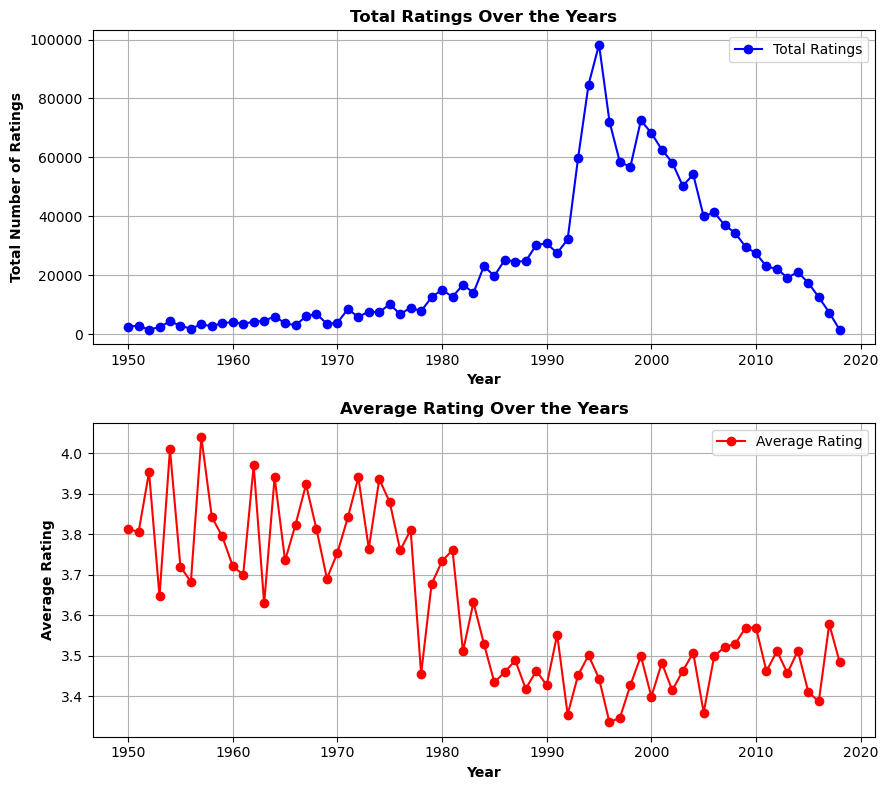 Total Ratings Over the Years
Total Ratings
Total Number of Ratings
100000
80000
60000
40000
20000
0
1950 1960 1970 1980 1990 2000 2010 2020
Year
Average Rating Over the Years
Average Rating
Average Rating
4.0
3.9
3.8
3.7
3.6
3.5
3.4
1950 1960 1970 1980 1990 2000 2010 2020
Year